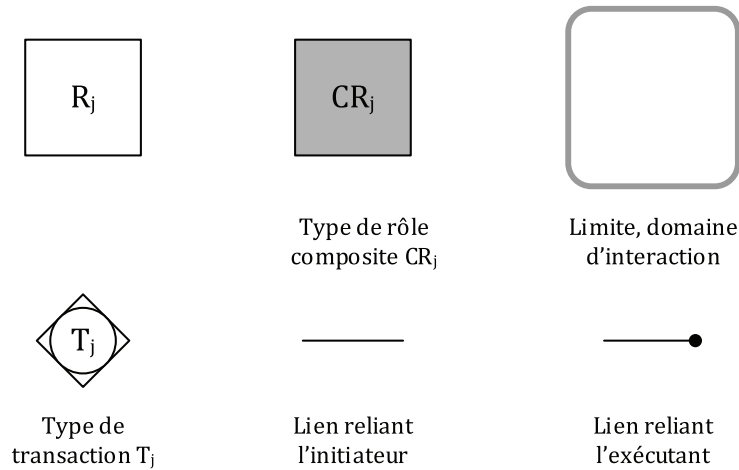 Rj
CRj
Type de rôle
composite CRj
Limite, domaine
d'interaction
Tj
Type de
transaction Tj
Lien reliant
l'initiateur
Lien reliant
l'exécutant